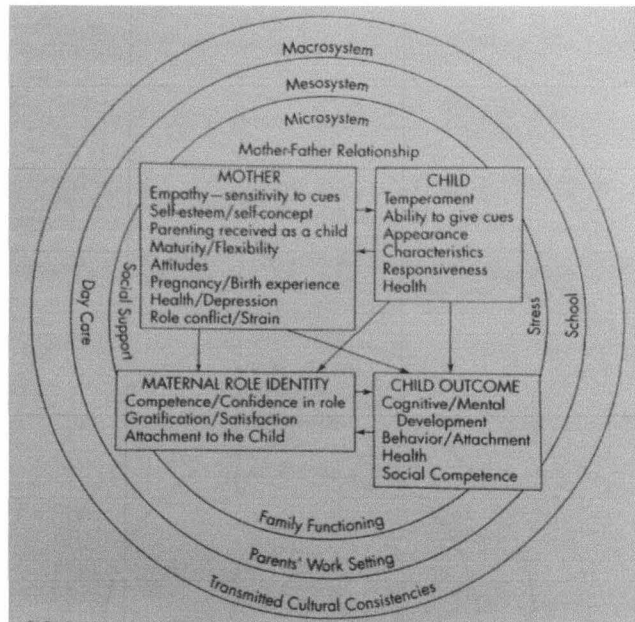 Macrosystem
Mesosystem
Microsystem
Mother-Father Relationship
MOTHER
Empathy—sensitivity to cues
Self-esteem/self-concept
Parenting received as a child
Maturity/Flexibility
Attitudes
Pregnancy/Birth experience
Health/Depression
Role conflict/Strain
CHILD
Temperament
Ability to give cues
Appearance
Characteristics
Responsiveness
Health
Day Care
Social Support
Stress
School
MATERNAL ROLE IDENTITY
Competence/Confidence in role
Gratification/Satisfaction
Attachment to the Child
CHILD OUTCOME
Cognitive/Mental
Development
Behavior/Attachment
Health
Social Competence
Family Functioning
Parents' Work Setting
Transmitted Cultural Consistencies